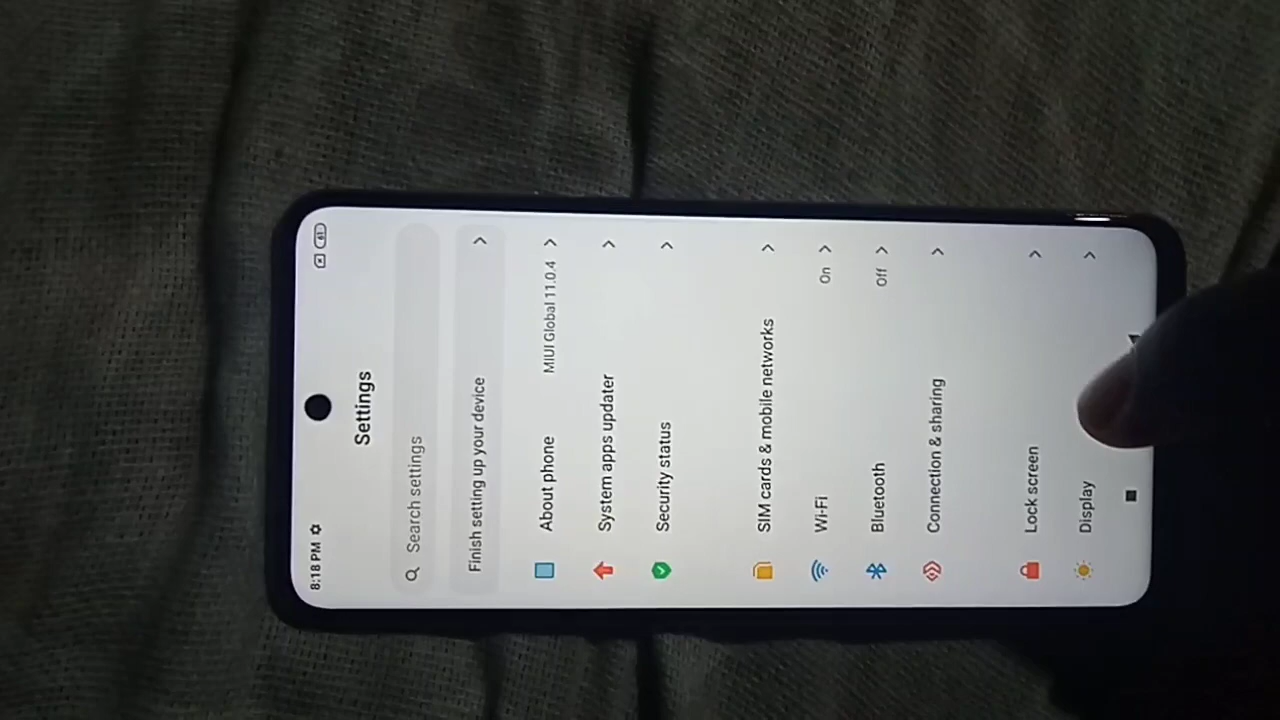 8:18 PM
61
Settings
Search settings
Finish setting up your device
About phone MIUI Global 11.0.4
System apps updater
Security status
SIM cards & mobile networks
Wi-Fi On
Bluetooth Off
Connection & sharing
Lock screen
Display